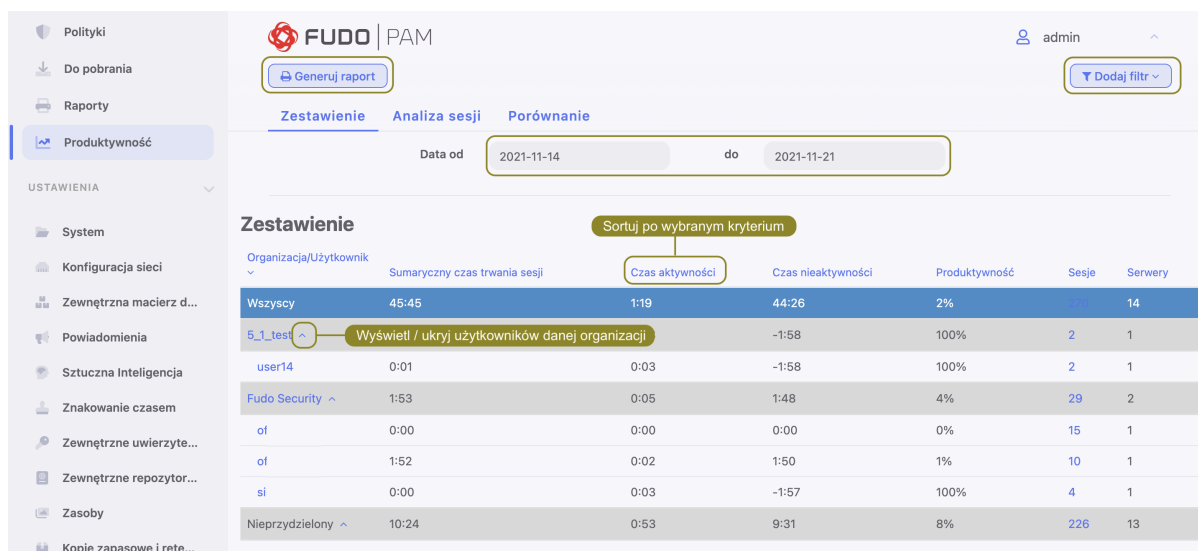 Polityki
Do pobrania
Raporty
Produktywność
USTAWIENIA
System
Konfiguracja sieci
Zewnętrzna macierz d...
Powiadomienia
Sztuczna Inteligencja
Znakowanie czasem
Zewnętrzne uwierzyte...
Zewnętrzne repozytor...
Zasoby
Kopie zapasowe i rete...
FUDO PAM
admin
Generuj raport
Dodaj filtr
Zestawienie Analiza sesji Porównanie
Data od 2021-11-14 do 2021-11-21
Zestawienie
Sortuj po wybranym kryterium
Organizacja/Użytkownik Sumaryczny czas trwania sesji Czas aktywności Czas nieaktywności Produktywność Sesje Serwery
Wszyscy 45:45 1:19 44:26 2% 14
5_1_test Wyświetl / ukryj użytkowników danej organizacji -1:58 100% 2 1
user14 0:01 0:03 -1:58 100% 2 1
Fudo Security 1:53 0:05 1:48 4% 29 2
of 0:00 0:00 0:00 0% 15 1
of 1:52 0:02 1:50 1% 10 1
si 0:00 0:03 -1:57 100% 4 1
Nieprzydzielony 10:24 0:53 9:31 8% 226 13